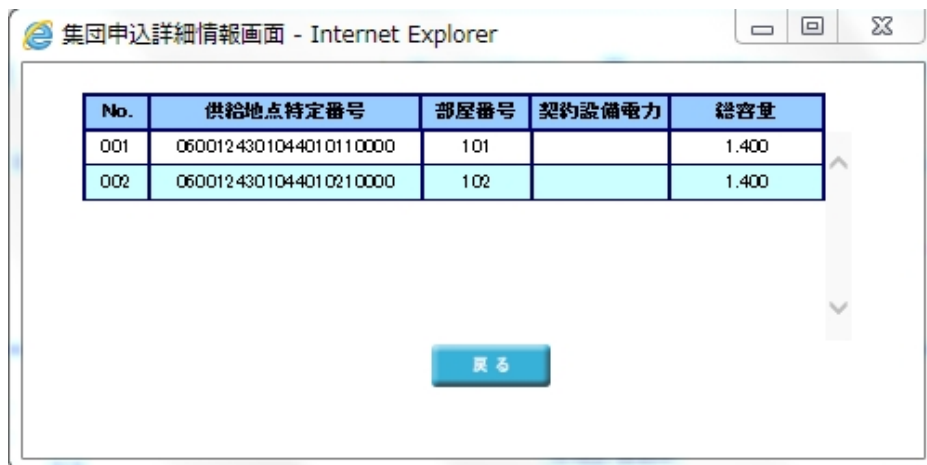 集団申込詳細情報画面 - Internet Explorer
No. 供給地点特定番号 部屋番号 契約設備電力 総容量
001 0600124301044010110000 101 1.400
002 0600124301044010210000 102 1.400
戻る